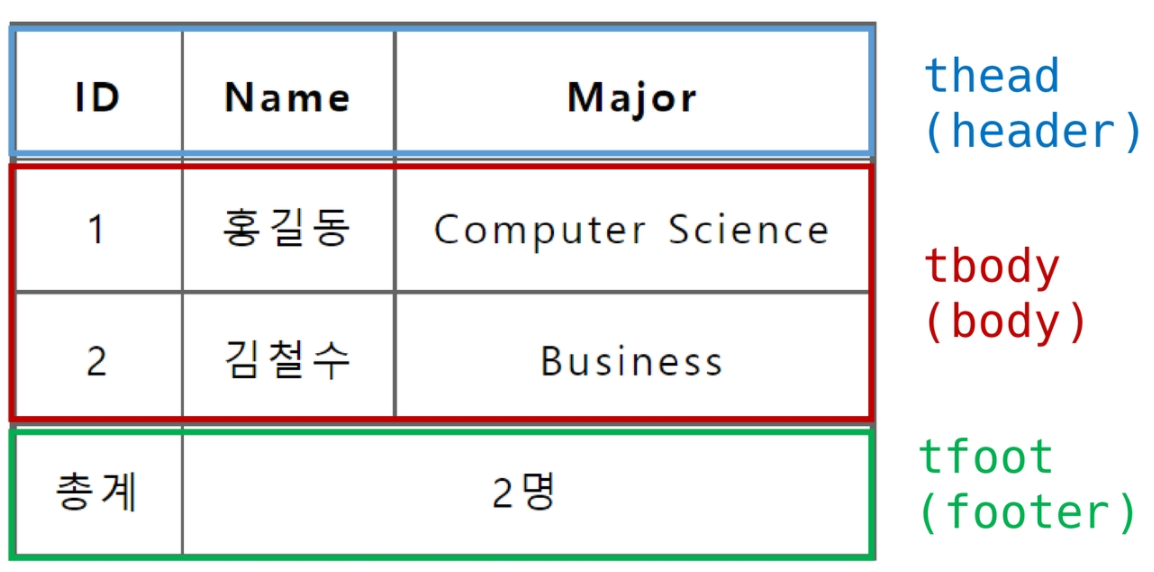 ID Name Major
thead
(header)
1 홍길동 Computer Science
tbody
(body)
2 김철수 Business
총계 2명
tfoot
(footer)